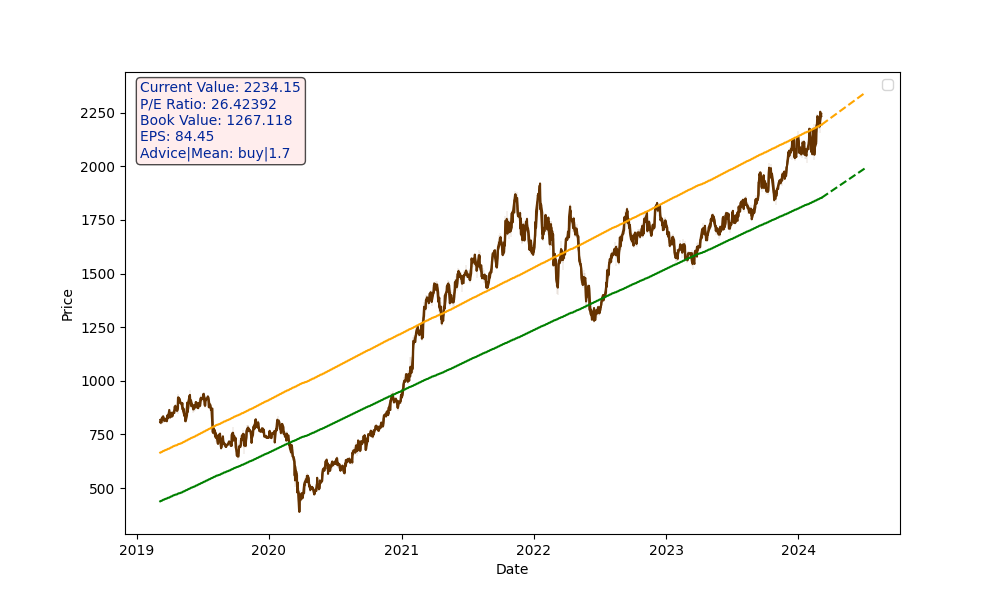 Current Value: 2234.15
P/E Ratio: 26.42392
Book Value: 1267.118
EPS: 84.45
Advice|Mean: buy|1.7
2250
2000
1750
1500
1250
1000
750
500
Price
2019 2020 2021 2022 2023 2024
Date